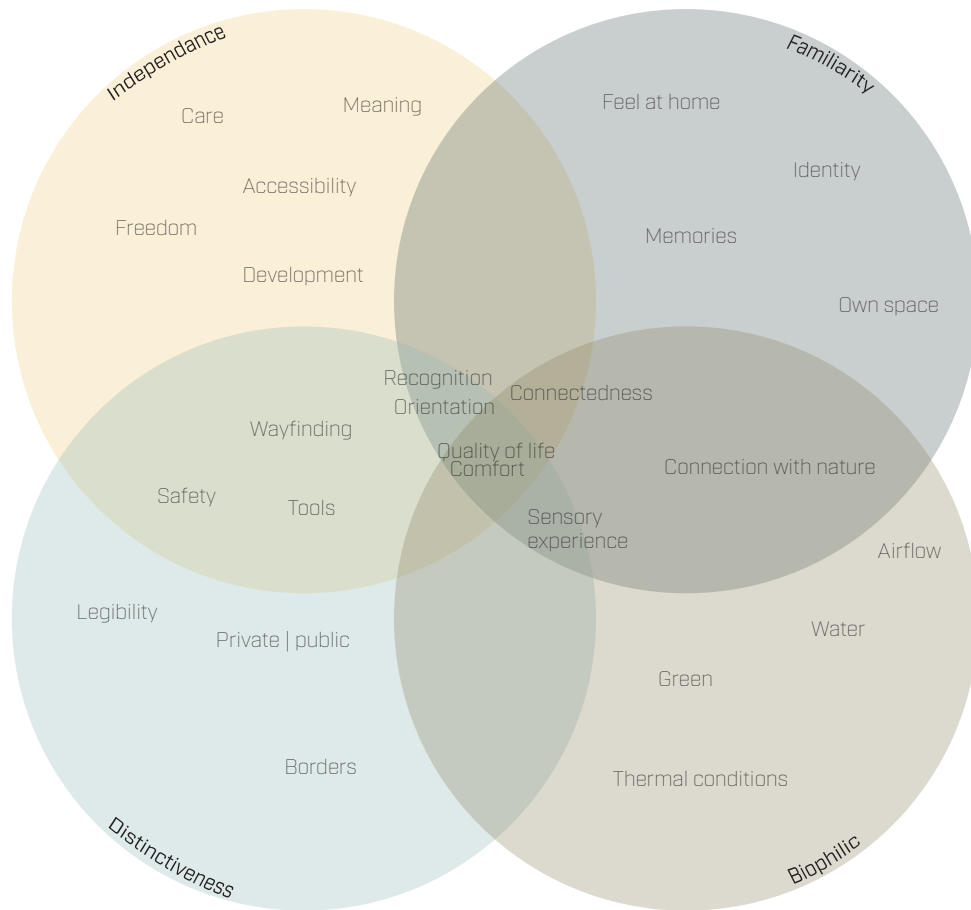 Independance
Familiarity
Care
Meaning
Feel at home
Accessibility
Identity
Freedom
Memories
Development
Own space
Recognition
Connectedness
Orientation
Wayfinding
Quality of life
Comfort
Connection with nature
Safety
Tools
Sensory
experience
Airflow
Legibility
Private | public
Water
Green
Borders
Thermal conditions
Distinctiveness
Biophilic